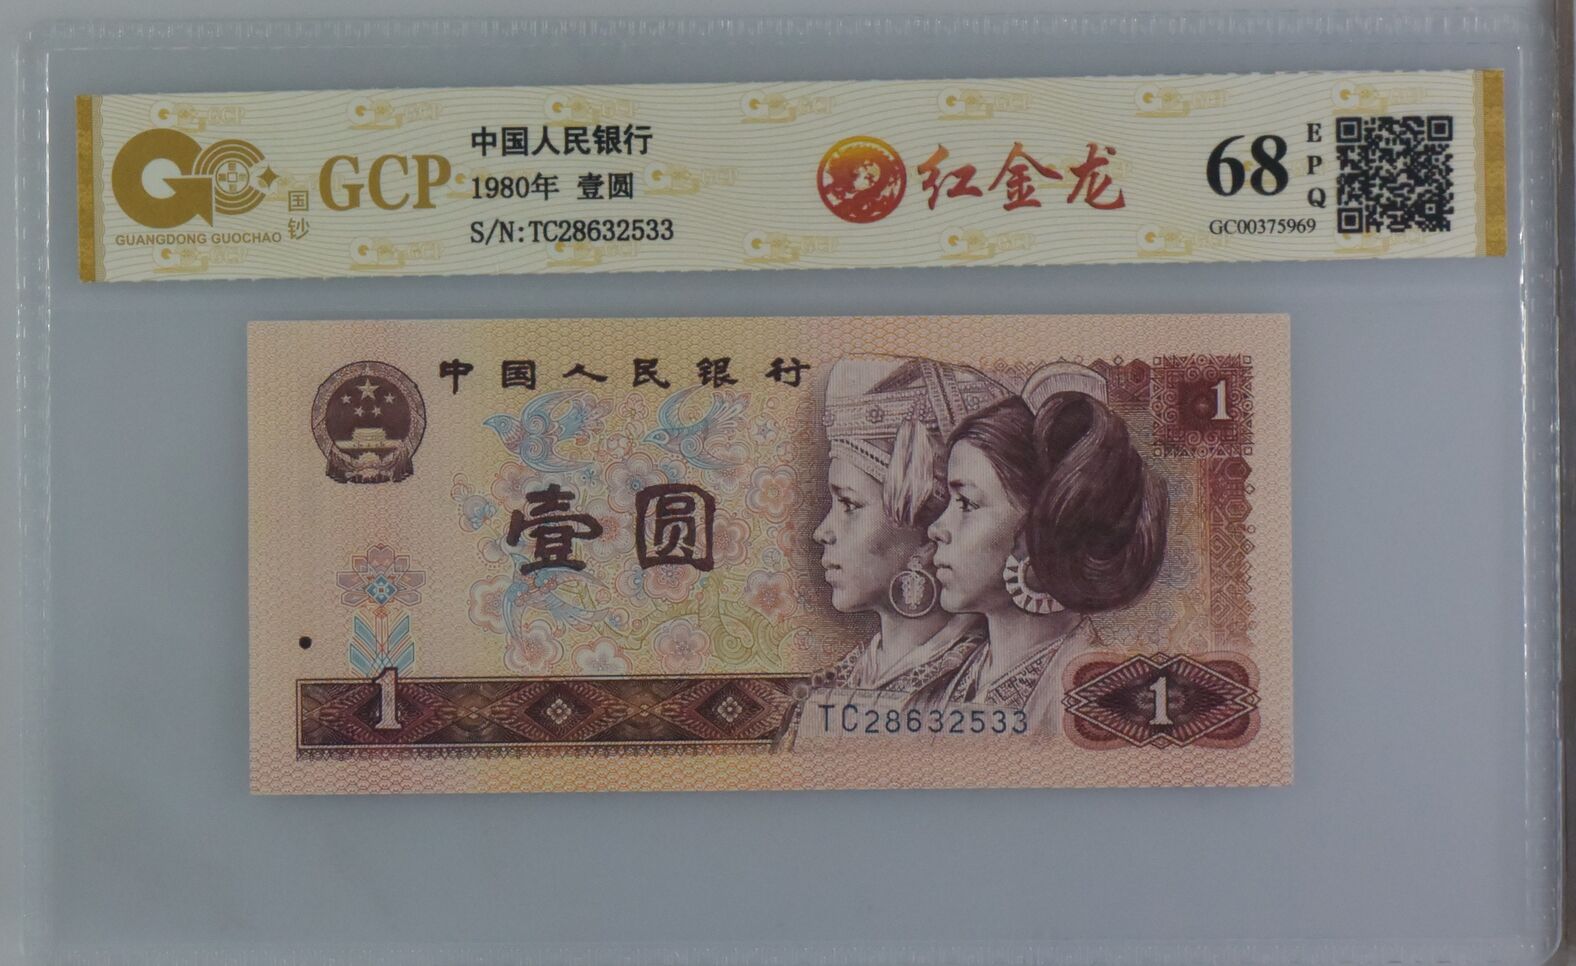 GUANGDONG GUOCHAO
国钞
GCP
中国人民银行
1980年 壹圆
S/N:TC28632533
红金龙
68
EPQ
GC00375969
中国人民银行
1
壹圆
1
TC28632533
1